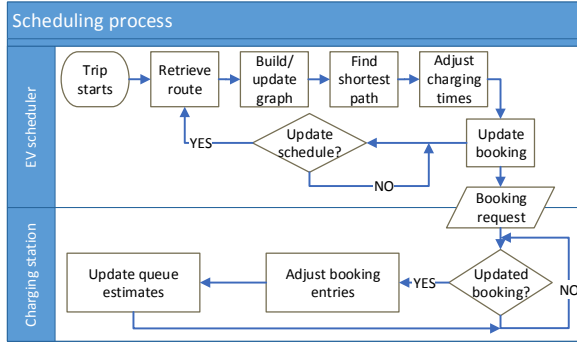 Scheduling process
EV scheduler
Trip
starts
Retrieve
route
Build/
update
graph
Find
shortest
path
Adjust
charging
times
Update
schedule?
YES
NO
Update
booking
Booking
request
Charging station
Update queue
estimates
Adjust booking
entries
YES
Updated
booking?
NO